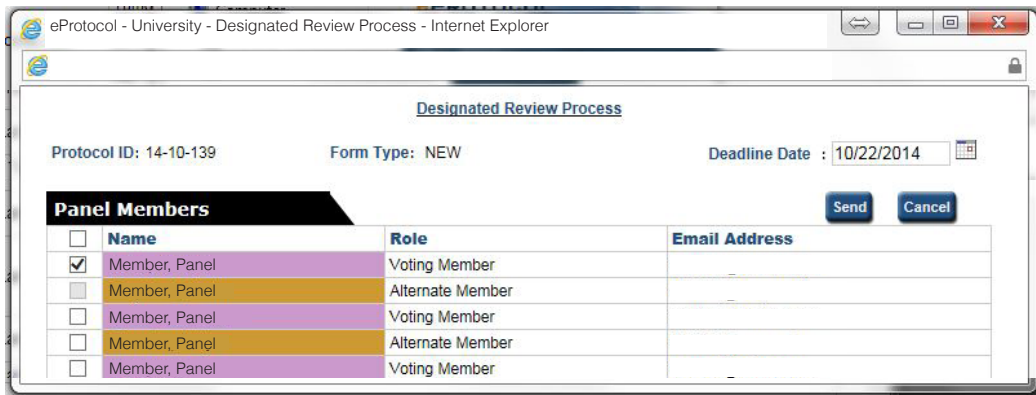 eProtocol - University - Designated Review Process - Internet Explorer
Designated Review Process
Protocol ID: 14-10-139 Form Type: NEW Deadline Date : 10/22/2014
Panel Members Send Cancel
Name Role Email Address
Member, Panel Voting Member
Member, Panel Alternate Member
Member, Panel Voting Member
Member, Panel Alternate Member
Member, Panel Voting Member